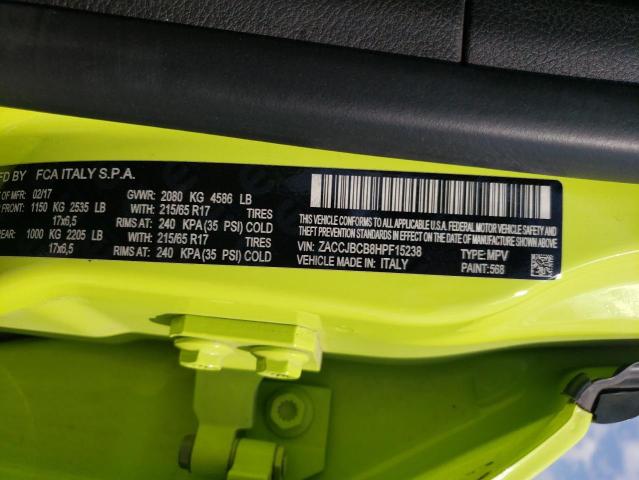 MFD BY FCA ITALY S.P.A.
OF MFR: 02/17 GVWR: 2080 KG 4586 LB
FRONT: 1150 KG 2535 LB WITH: 215/65 R17 TIRES
17x6,5 RIMS AT: 240 KPA (35 PSI) COLD
REAR: 1000 KG 2205 LB WITH: 215/65 R17 TIRES
17x6,5 RIMS AT: 240 KPA (35 PSI) COLD
THIS VEHICLE CONFORMS TO ALL APPLICABLE U.S.A. FEDERAL MOTOR VEHICLE SAFETY AND
THEFT PREVENTION STANDARDS IN EFFECT ON THE DATE OF MANUFACTURE SHOWN ABOVE.
VIN: ZACCJBCB8HPF15238 TYPE: MPV
VEHICLE MADE IN: ITALY PAINT: 568